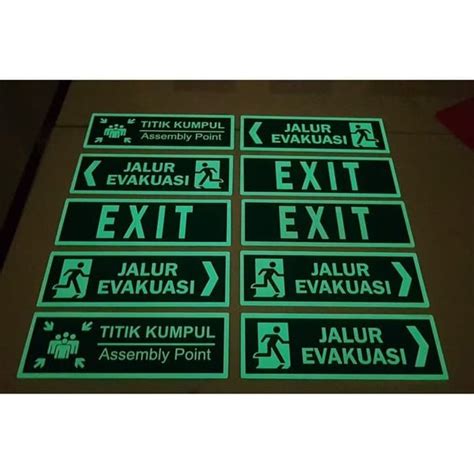 TITIK KUMPUL
Assembly Point
JALUR
EVAKUASI
JALUR
EVAKUASI
EXIT
EXIT
EXIT
JALUR
EVAKUASI
JALUR
EVAKUASI
TITIK KUMPUL
Assembly Point
JALUR
EVAKUASI